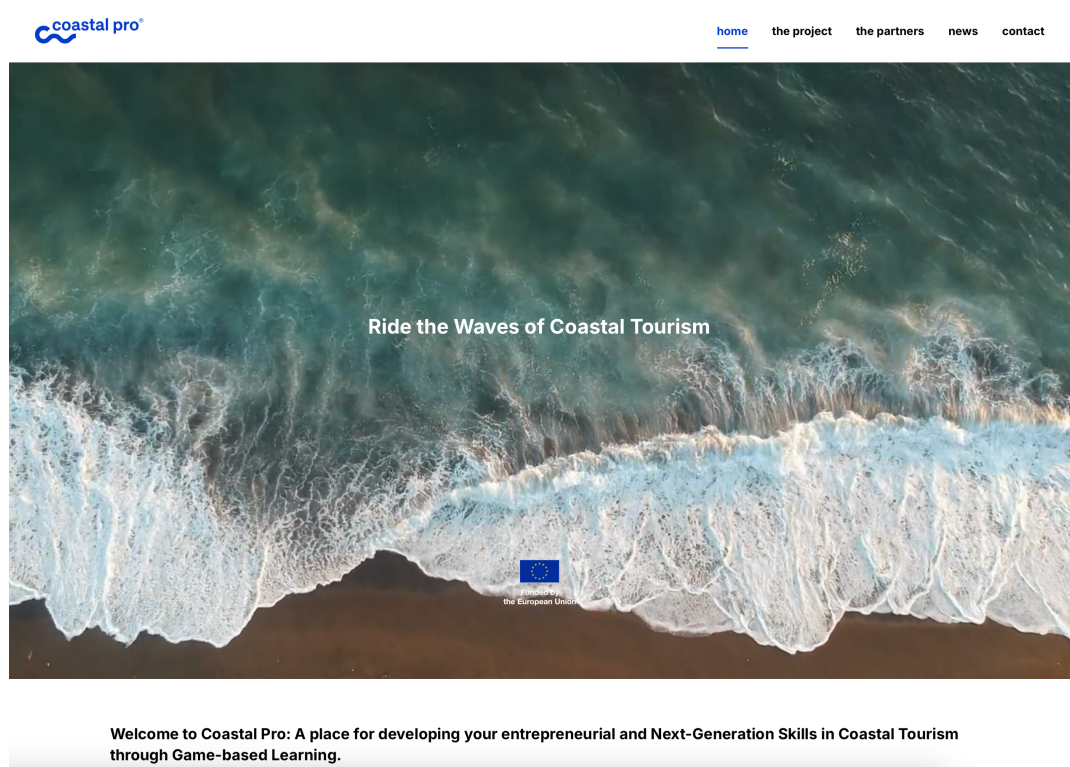 coastal pro®
home the project the partners news contact
Ride the Waves of Coastal Tourism
Funded by
the European Union
Welcome to Coastal Pro: A place for developing your entrepreneurial and Next-Generation Skills in Coastal Tourism
through Game-based Learning.